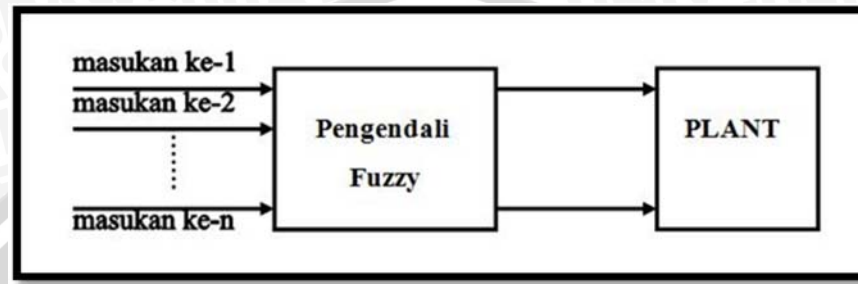 masukan ke-1
masukan ke-2
Pengendali
Fuzzy
masukan ke-n
PLANT